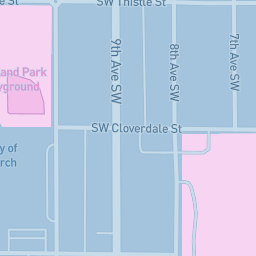 SW Thistle St
9th Ave SW
8th Ave SW
7th Ave SW
and Park
yground
SW Cloverdale St
y of
rch